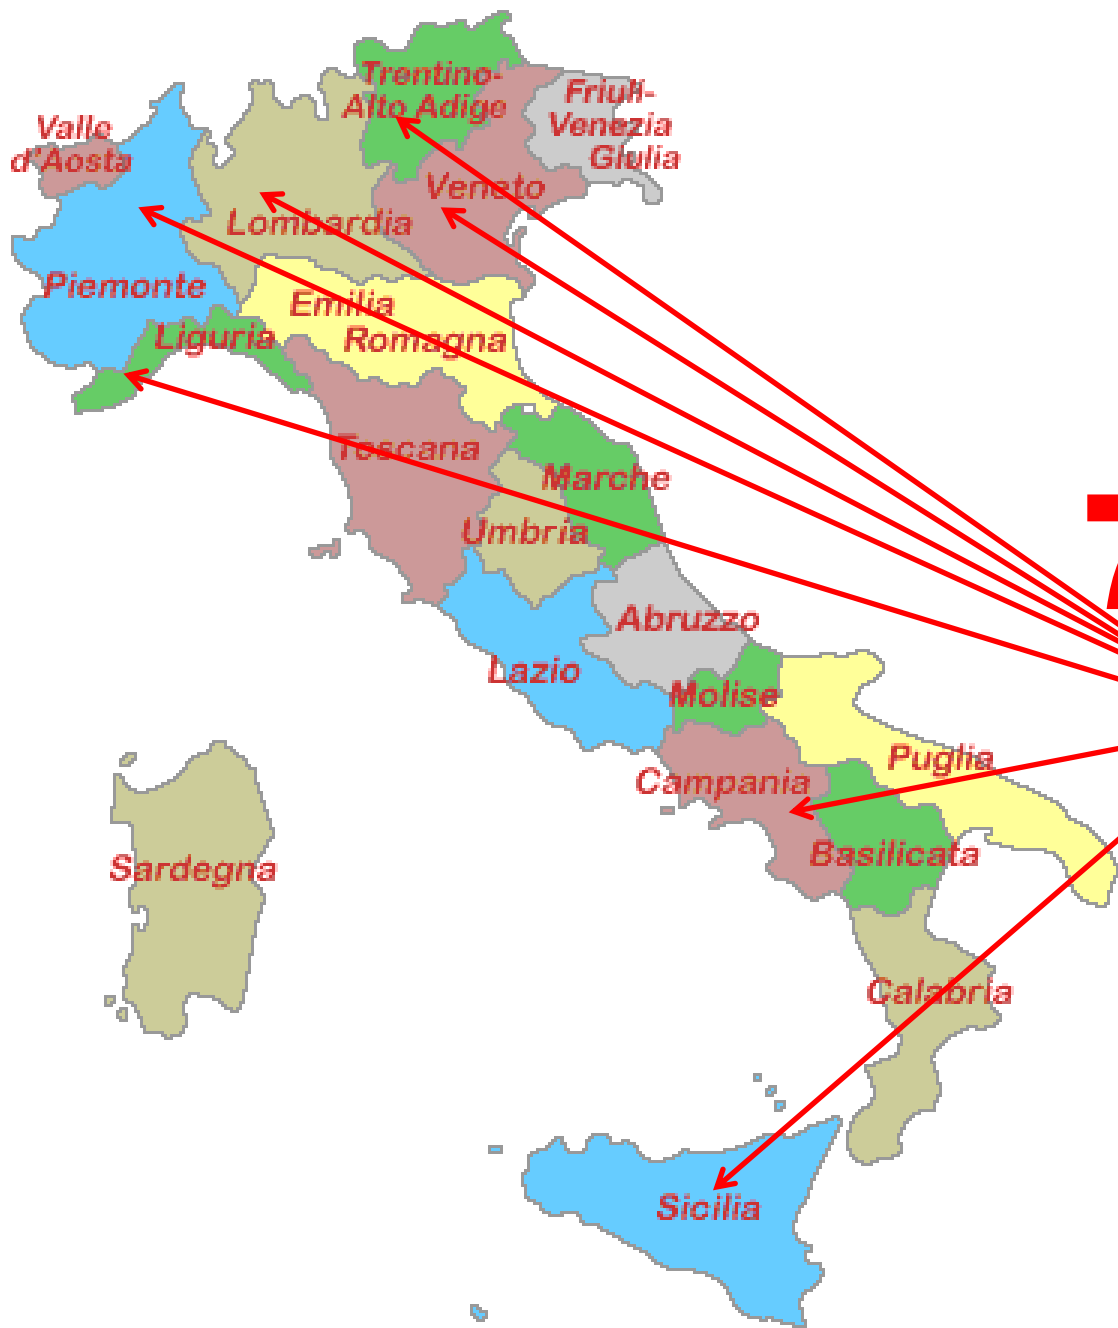 Trentino-
Alto Adige
Friuli-
Venezia
Giulia
Valle
d'Aosta
Veneto
Lombardia
Piemonte
Emilia
Romagna
Liguria
Toscana
Marche
Umbria
Abruzzo
Lazio
Molise
Puglia
Campania
Basilicata
Sardegna
Calabria
Sicilia